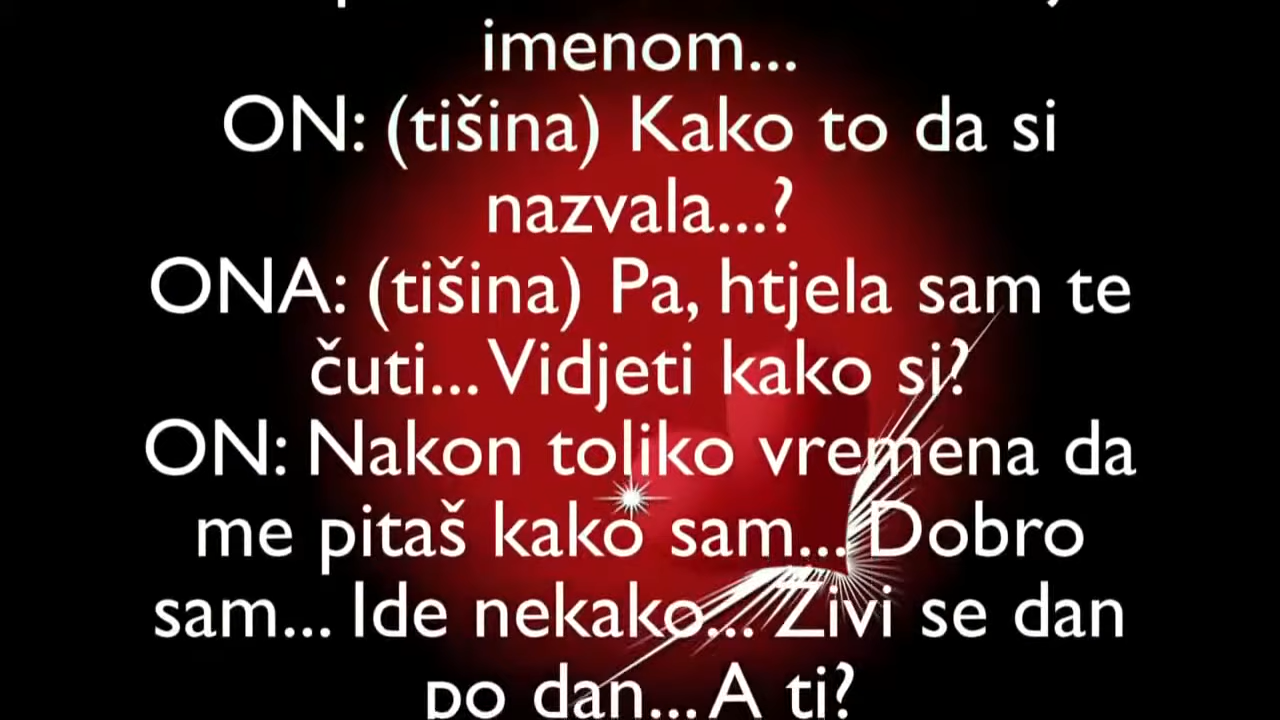 imenom...
ON: (tišina) Kako to da si
nazvala...?
ONA: (tišina) Pa, htjela sam te
čuti... Vidjeti kako si?
ON: Nakon toliko vremena da
me pitaš kako sam... Dobro
sam... Ide nekako... Zivi se dan
po dan... A ti?